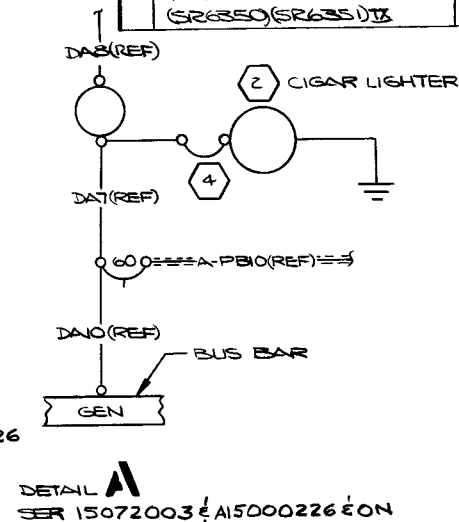 (SR6350)(SR6351)
DA8(REF)
2 CIGAR LIGHTER
4
DA7(REF)
60 A-PB10(REF)
DA10(REF)
BUS BAR
GEN
26
DETAIL A
SER 15072003 & A15000226 & ON